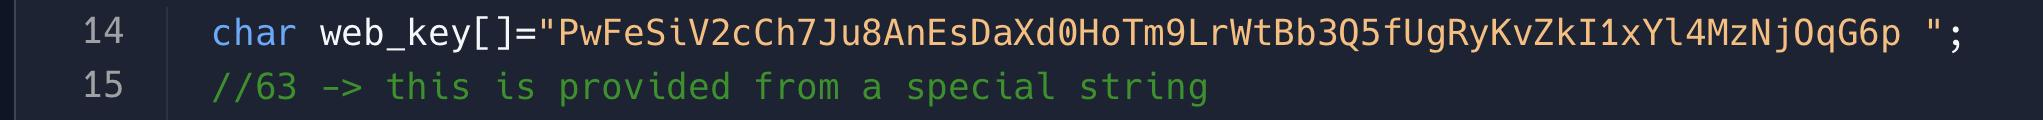 14 char web_key[]="PwFeSiV2cCh7Ju8AnEsDaXd0HoTm9LrWtBb3Q5fUgRyKvZkI1xYl4MzNjOqG6p ";
15 //63 -> this is provided from a special string